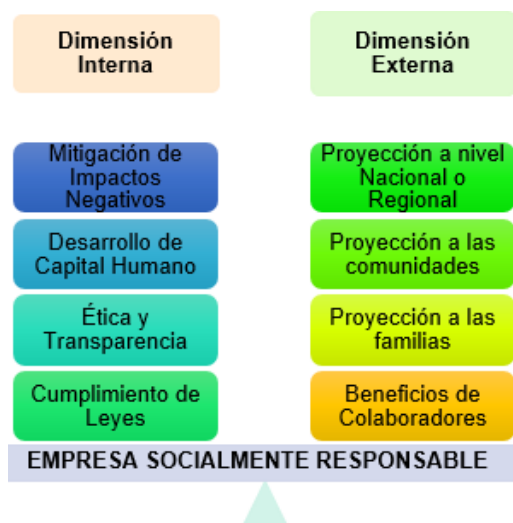 Dimensión
Interna
Dimensión
Externa
Mitigación de
Impactos
Negativos
Proyección a nivel
Nacional o
Regional
Desarrollo de
Capital Humano
Proyección a las
comunidades
Ética y
Transparencia
Proyección a las
familias
Cumplimiento de
Leyes
Beneficios de
Colaboradores
EMPRESA SOCIALMENTE RESPONSABLE